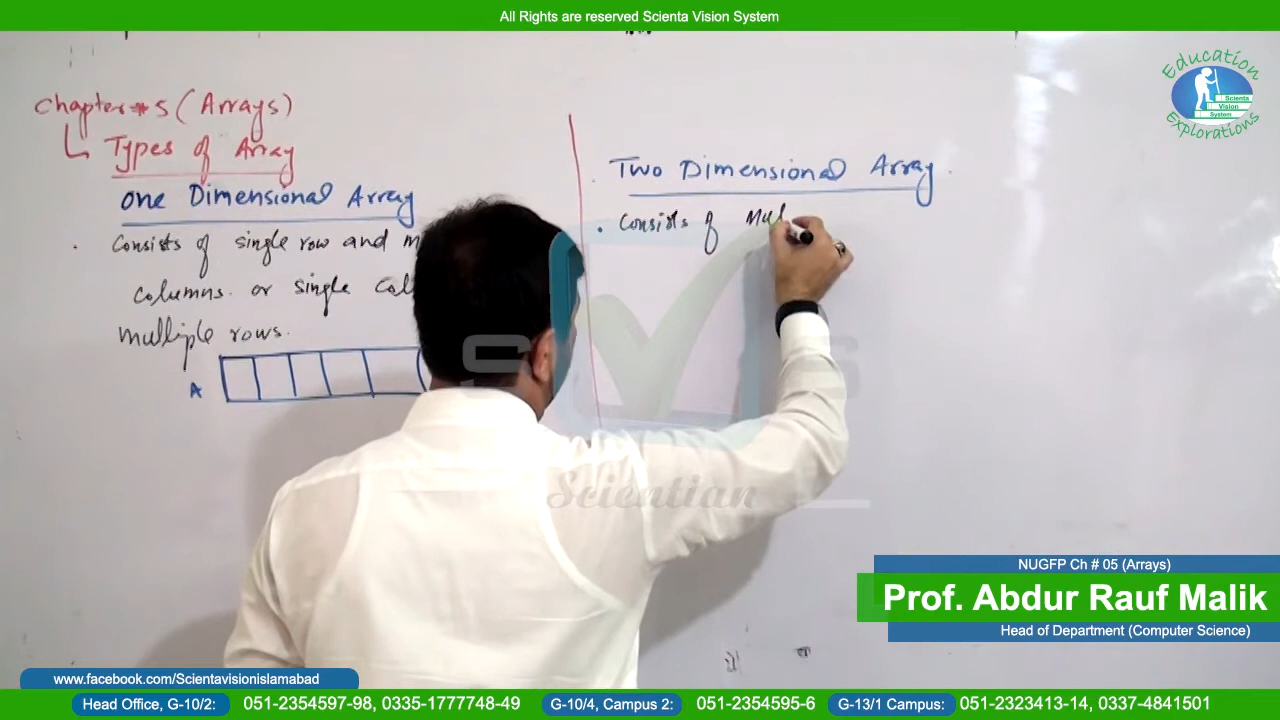 All Rights are reserved Scienta Vision System
Education
Scienta
Vision
System
Explorations
Chapter # 5 (Arrays)
Types of Array
one Dimensional Array
. Consists of single row and m
columns. or single col
multiple rows.
A
Two Dimensional Array.
. Consists of Mul
Scientian
NUGFP Ch # 05 (Arrays)
Prof. Abdur Rauf Malik
Head of Department (Computer Science)
www.facebook.com/Scientavisionislamabad
Head Office, G-10/2: 051-2354597-98, 0335-1777748-49 G-10/4, Campus 2: 051-2354595-6 G-13/1 Campus: 051-2323413-14, 0337-4841501